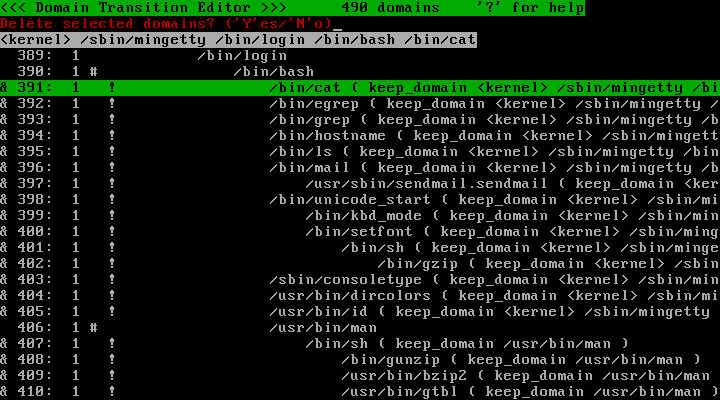 <<< Domain Transition Editor >>>      490 domains    '?' for help
Delete selected domains? ('Y'es/'N'o)_
<kernel> /sbin/mingetty /bin/login /bin/bash /bin/cat
389:  1             /bin/login
390:  1 #               /bin/bash
& 391:  1   !                 /bin/cat ( keep_domain <kernel> /sbin/mingetty /bi
& 392:  1   !                 /bin/egrep ( keep_domain <kernel> /sbin/mingetty /
& 393:  1   !                 /bin/grep ( keep_domain <kernel> /sbin/mingetty /b
& 394:  1   !                 /bin/hostname ( keep_domain <kernel> /sbin/mingett
& 395:  1   !                 /bin/ls ( keep_domain <kernel> /sbin/mingetty /bin
& 396:  1   !                 /bin/mail ( keep_domain <kernel> /sbin/mingetty /b
& 397:  1   !                     /usr/sbin/sendmail.sendmail ( keep_domain <ker
& 398:  1   !                 /bin/unicode_start ( keep_domain <kernel> /sbin/mi
& 399:  1   !                     /bin/kbd_mode ( keep_domain <kernel> /sbin/min
& 400:  1   !                     /bin/setfont ( keep_domain <kernel> /sbin/ming
& 401:  1   !                         /bin/sh ( keep_domain <kernel> /sbin/minge
& 402:  1   !                             /bin/gzip ( keep_domain <kernel> /sbin
& 403:  1   !                 /sbin/consoletype ( keep_domain <kernel> /sbin/min
& 404:  1   !                 /usr/bin/dircolors ( keep_domain <kernel> /sbin/mi
& 405:  1   !                 /usr/bin/id ( keep_domain <kernel> /sbin/mingetty
406:  1 #                   /usr/bin/man
& 407:  1   !                     /bin/sh ( keep_domain /usr/bin/man )
& 408:  1   !                         /bin/gunzip ( keep_domain /usr/bin/man )
& 409:  1   !                         /usr/bin/bzip2 ( keep_domain /usr/bin/man )
& 410:  1   !                         /usr/bin/gtbl ( keep_domain /usr/bin/man )